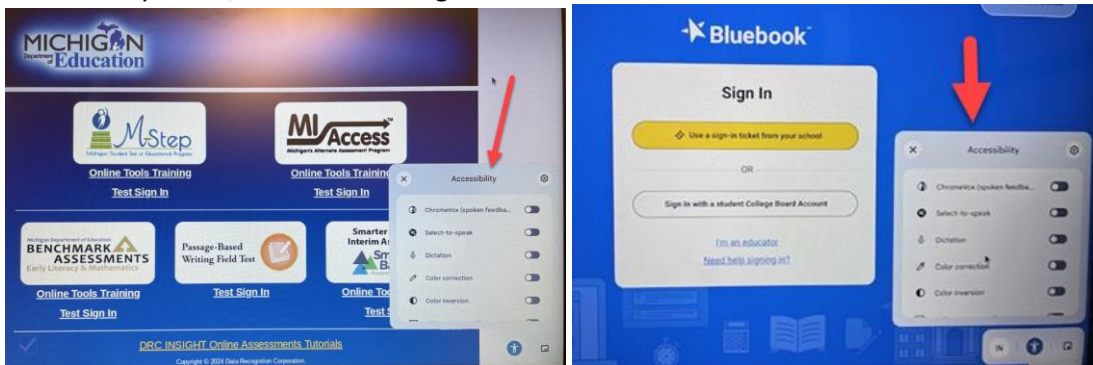 MICHIGAN
Department of Education
M-Step
Michigan Student Test of Educational Progress
Online Tools Training
Test Sign In
MI Access
Michigan's Alternate Assessment Program
Online Tools Training
Test Sign In
Michigan Department of Education
BENCHMARK
ASSESSMENTS
Early Literacy & Mathematics
Online Tools Training
Test Sign In
Passage-Based
Writing Field Test
Test Sign In
Smarter
Interim
Online
Test
DRC INSIGHT Online Assessments Tutorials
Copyright © 2024 Data Recognition Corporation.
Accessibility
ChromeVox (spoken feedba...
Select-to-speak
Dictation
Color correction
Color inversion
Bluebook
Sign In
Use a sign-in ticket from your school
OR
Sign in with a student College Board Account
I'm an educator
Need help signing in?
Accessibility
ChromeVox (spoken feedba...
Select-to-speak
Dictation
Color correction
Color inversion
IN